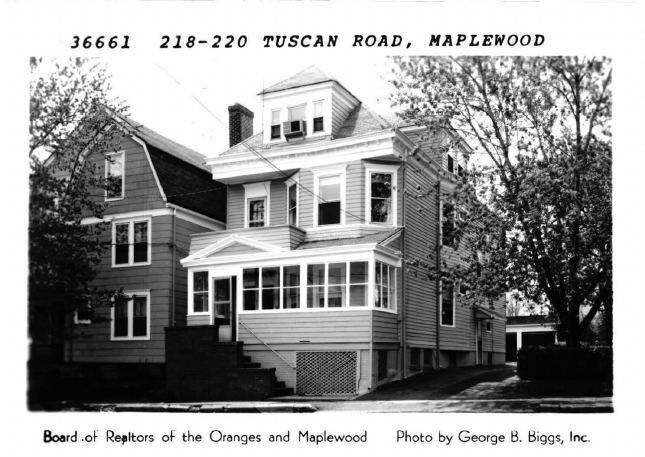 36661 218-220 TUSCAN ROAD, MAPLEWOOD
Board of Realtors of the Oranges and Maplewood Photo by George B. Biggs, Inc.